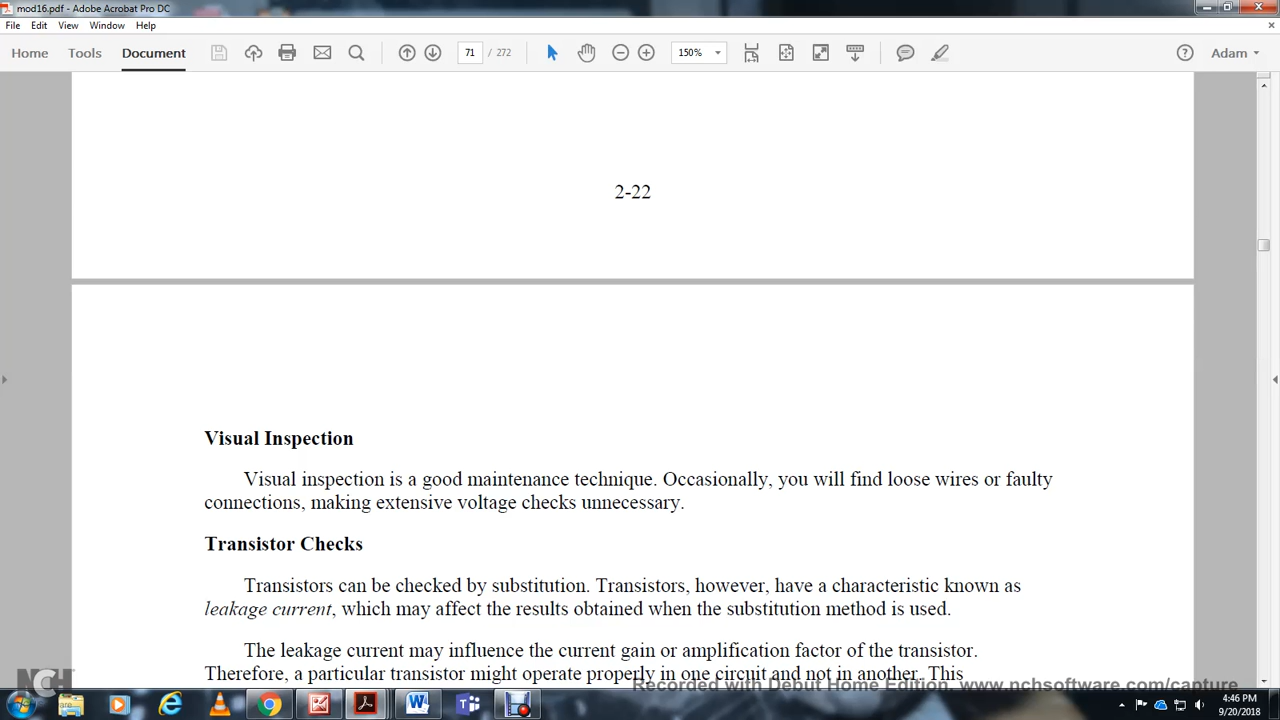 mod16.pdf - Adobe Acrobat Pro DC
File Edit View Window Help
Home Tools Document 71 / 272 150% Adam
2-22
Visual Inspection
Visual inspection is a good maintenance technique. Occasionally, you will find loose wires or faulty
connections, making extensive voltage checks unnecessary.
Transistor Checks
Transistors can be checked by substitution. Transistors, however, have a characteristic known as
leakage current, which may affect the results obtained when the substitution method is used.
The leakage current may influence the current gain or amplification factor of the transistor.
Therefore, a particular transistor might operate properly in one circuit and not in another. This
NCH
Recorded with Debut Home Edition. www.nchsoftware.com/capture
4:46 PM
9/20/2018